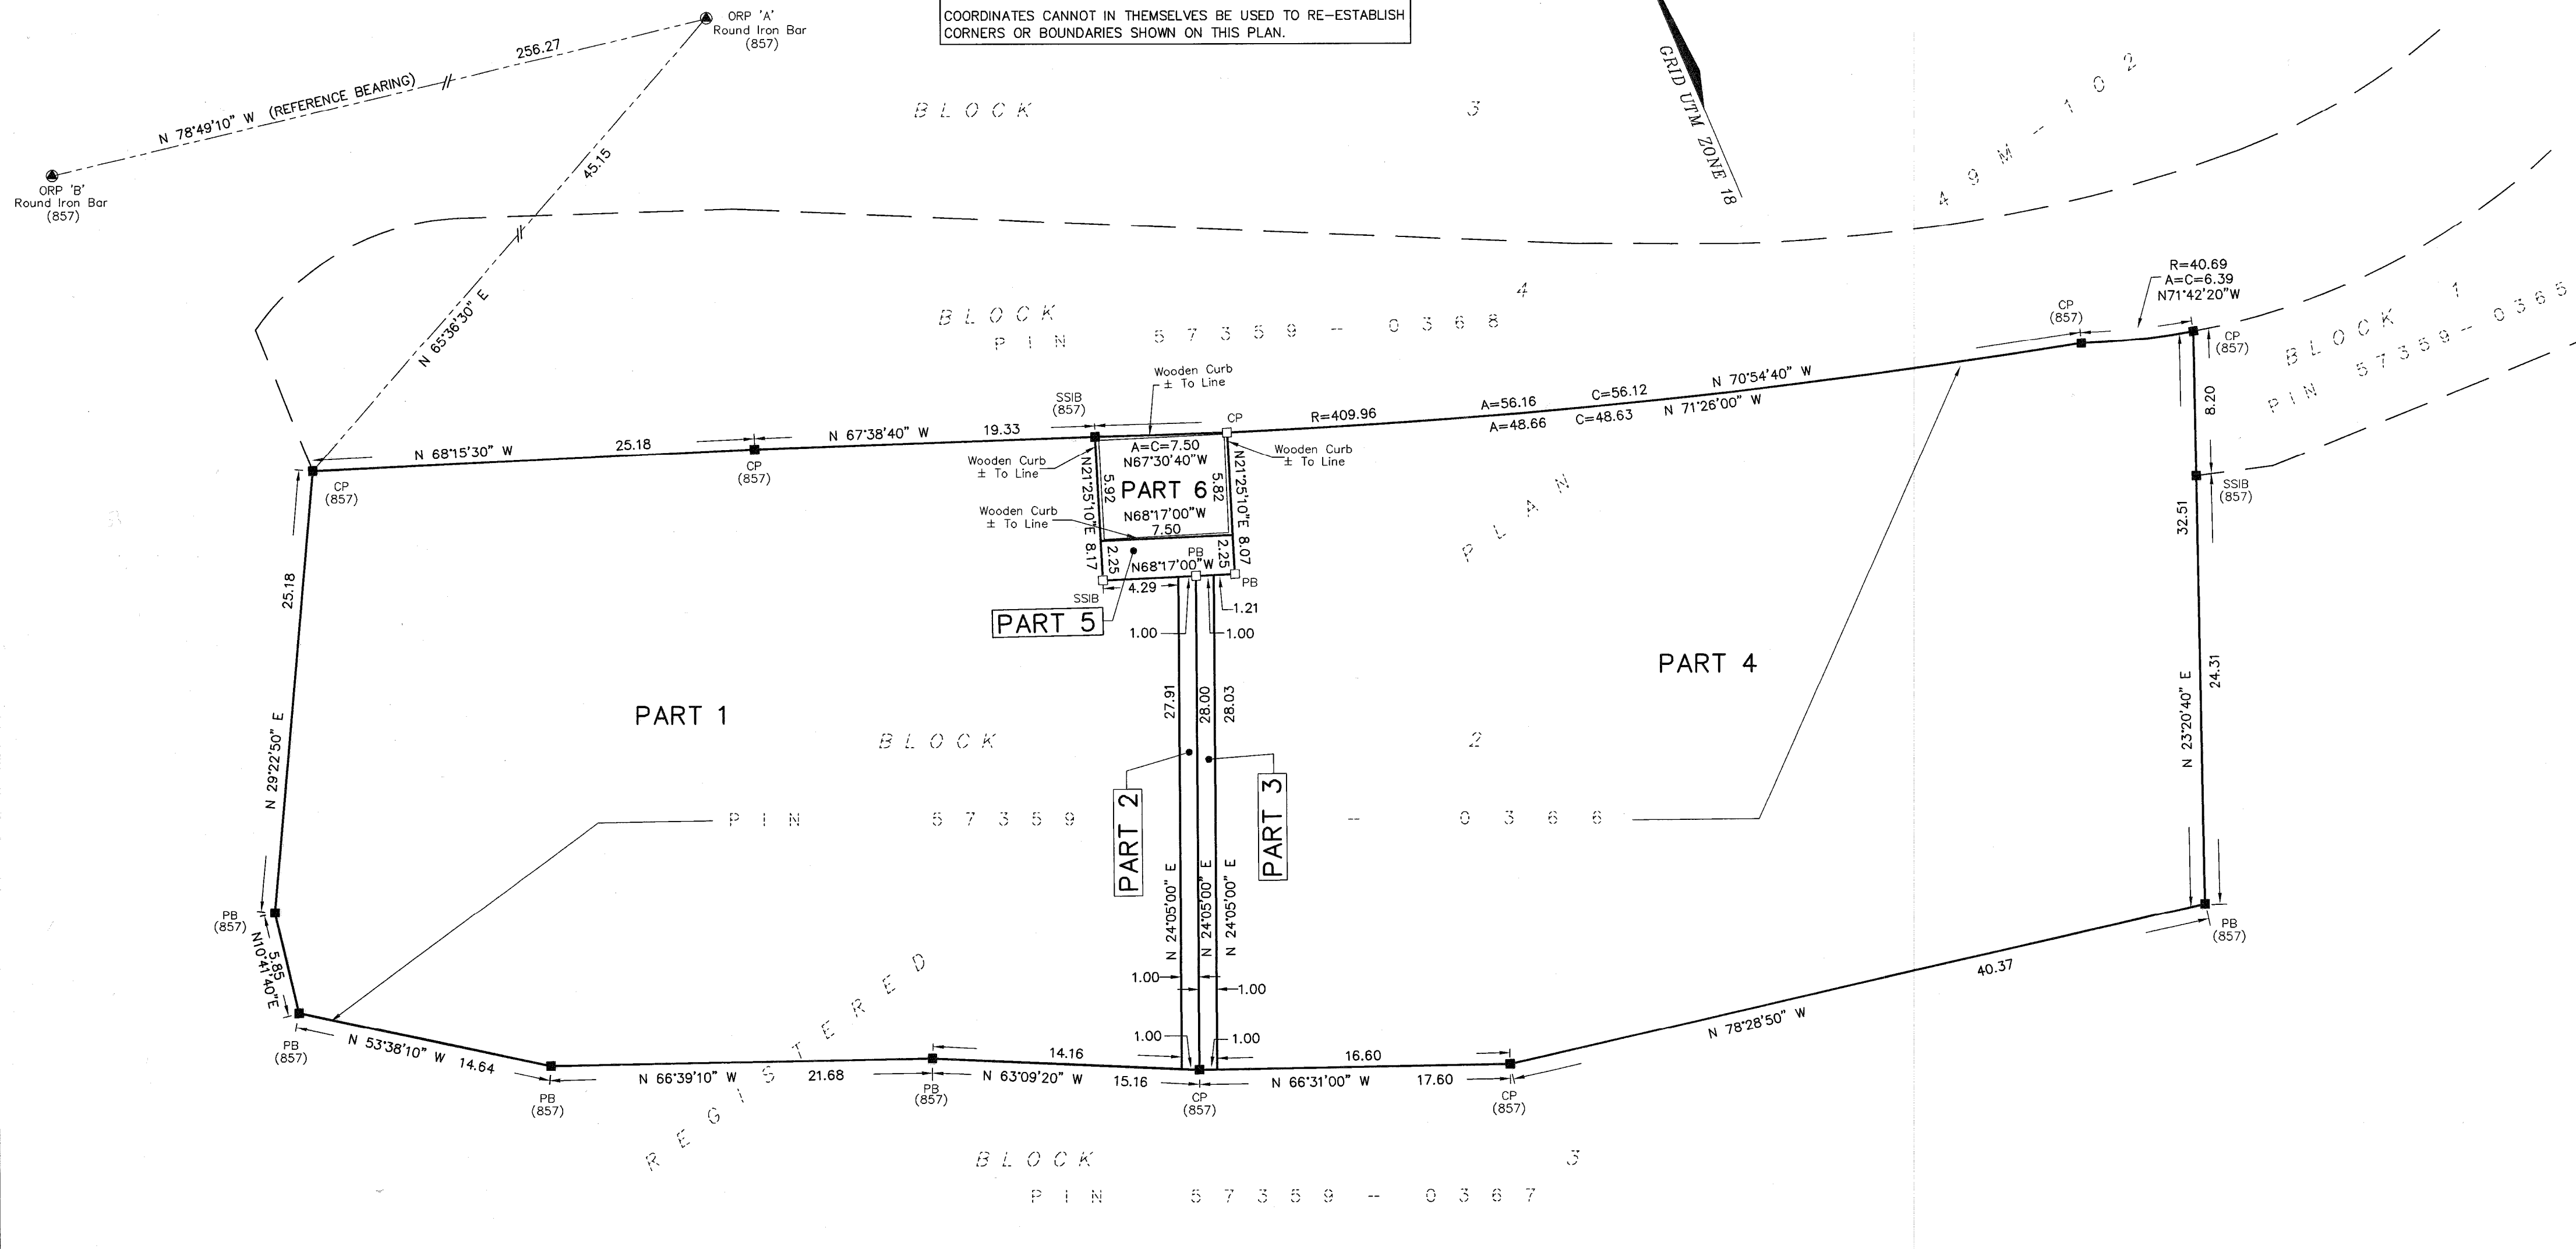 COORDINATES CANNOT IN THEMSELVES BE USED TO RE-ESTABLISH
CORNERS OR BOUNDARIES SHOWN ON THIS PLAN.
ORP 'A'
Round Iron Bar
(857)
256.27
N 78°49'10" W (REFERENCE BEARING)
ORP 'B'
Round Iron Bar
(857)
45.15
N 65°36'30" E
GRID UTM ZONE 18
BLOCK 3
49M-102
BLOCK 4
PIN 57359-0368
R=40.69
A=C=6.39
N71°42'20"W
CP
(857)
CP
(857)
BLOCK 1
PIN 57359-0365
8.20
SSIB
(857)
Wooden Curb
± To Line
SSIB
(857)
CP
R=409.96
A=56.16 C=56.12 N 70°54'40" W
A=48.66 C=48.63 N 71°26'00" W
N 68°15'30" W 25.18
N 67°38'40" W 19.33
CP
(857)
CP
(857)
Wooden Curb
± To Line
A=C=7.50
N67°30'40"W
Wooden Curb
± To Line
N21°25'10"E 8.17
5.92
PART 6
5.82
N21°25'10"E 8.07
N68°17'00"W
7.50
Wooden Curb
± To Line
2.25
PB
2.25
N68°17'00"W
4.29
PB
SSIB
1.21
PART 5
1.00
1.00
PLAN
32.51
24.31
N 23°20'40" E
PART 4
25.18
N 29°22'50" E
PART 1
27.91
28.00
28.03
BLOCK 2
PIN 57359 - 0366
PART 2
PART 3
N 24°05'00" E
N 24°05'00" E
N 24°05'00" E
PB
(857)
5.85
N10°41'40"E
PB
(857)
PB
(857)
40.37
N 78°28'50" W
1.00
1.00
1.00
1.00
REGISTERED
N 53°38'10" W 14.64
PB
(857)
N 66°39'10" W 21.68
PB
(857)
14.16
N 63°09'20" W 15.16
CP
(857)
16.60
N 66°31'00" W 17.60
CP
(857)
BLOCK 3
PIN 57359-0367